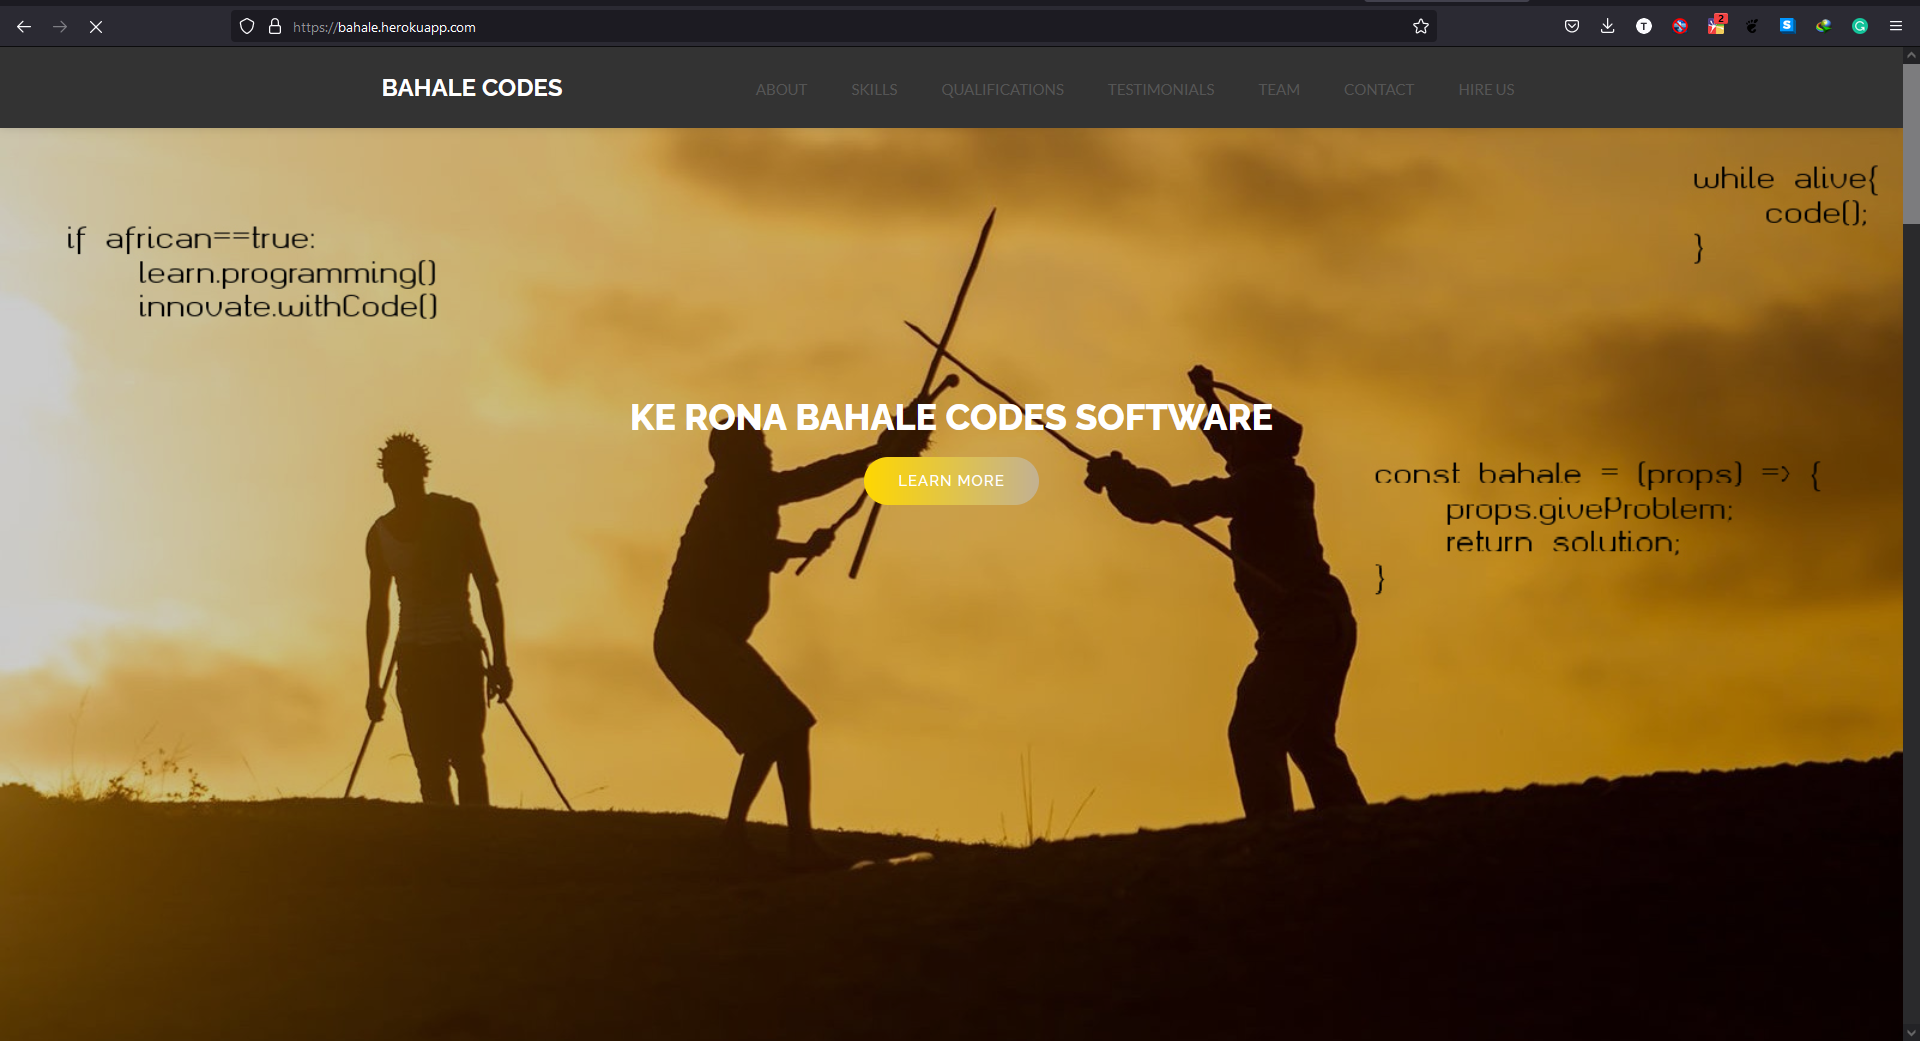 https://bahale.herokuapp.com
T
2
S
G
BAHALE CODES
ABOUT SKILLS QUALIFICATIONS TESTIMONIALS TEAM CONTACT HIRE US
if african==true:
learn.programming()
innovate.withCode()
while alive{
code();
}
KE RONA BAHALE CODES SOFTWARE
LEARN MORE
const bahale = (props) => {
props.giveProblem;
return solution;
}